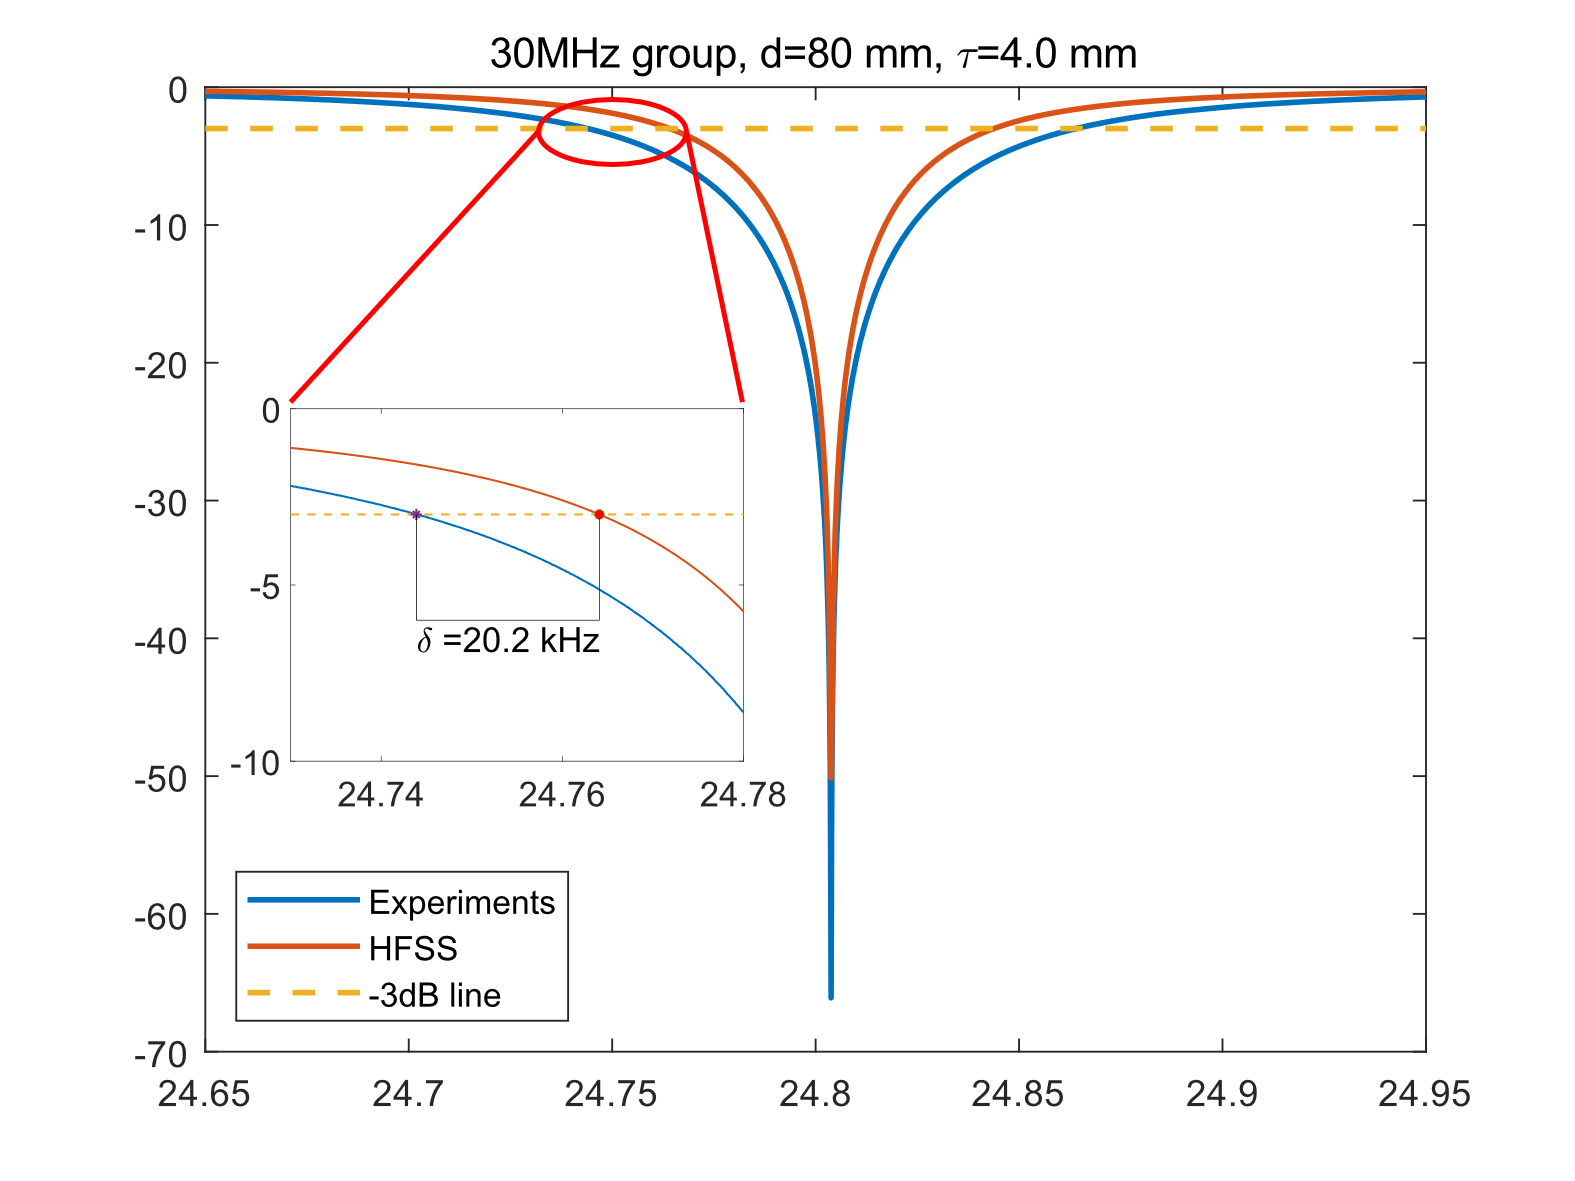 30MHz group, d=80 mm, τ=4.0 mm
0
-10
-20
-30
-40
-50
-60
-70
24.65 24.7 24.75 24.8 24.85 24.9 24.95
0
-5
-10
24.74 24.76 24.78
δ =20.2 kHz
Experiments
HFSS
-3dB line